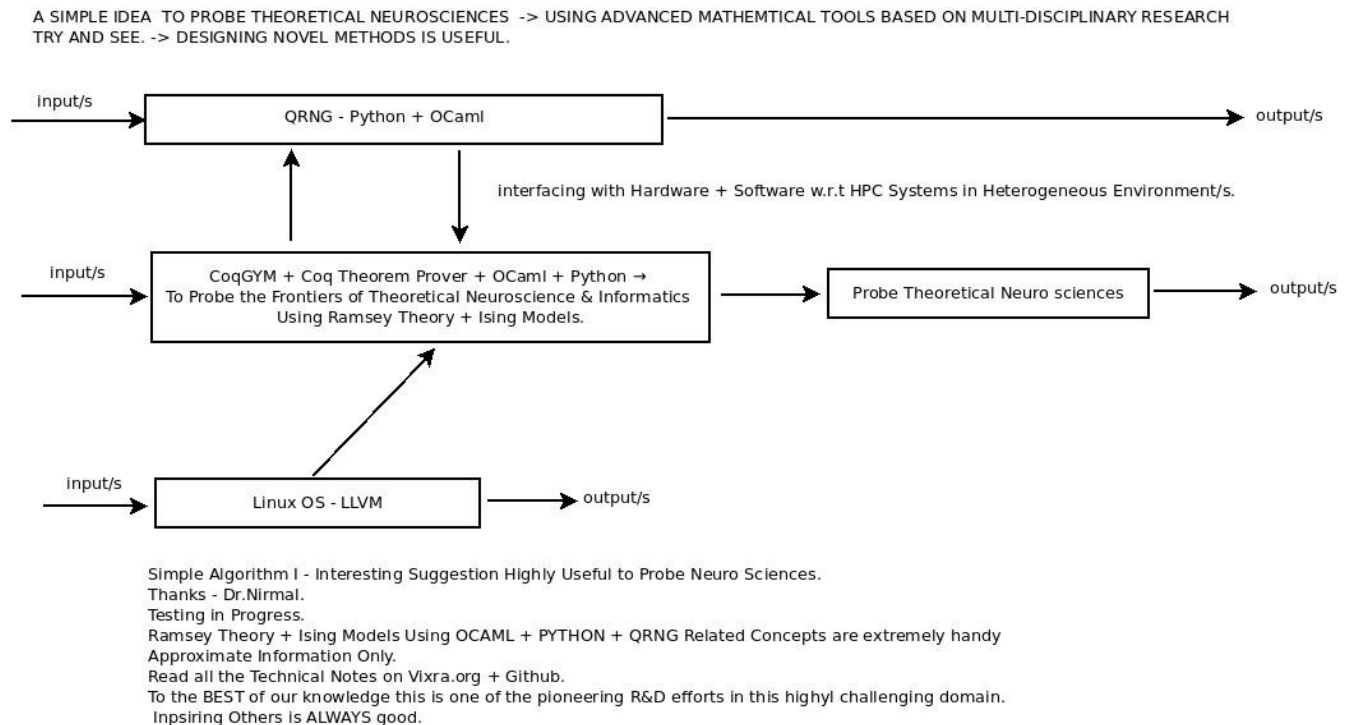 A SIMPLE IDEA  TO PROBE THEORETICAL NEUROSCIENCES  -> USING ADVANCED MATHEMTICAL TOOLS BASED ON MULTI-DISCIPLINARY RESEARCH
TRY AND SEE. -> DESIGNING NOVEL METHODS IS USEFUL.
input/s
QRNG - Python + OCaml
output/s
interfacing with Hardware + Software w.r.t HPC Systems in Heterogeneous Environment/s.
input/s
CoqGYM + Coq Theorem Prover + OCaml + Python →
To Probe the Frontiers of Theoretical Neuroscience & Informatics
Using Ramsey Theory + Ising Models.
Probe Theoretical Neuro sciences
output/s
input/s
Linux OS - LLVM
output/s
Simple Algorithm I - Interesting Suggestion Highly Useful to Probe Neuro Sciences.
Thanks - Dr.Nirmal.
Testing in Progress.
Ramsey Theory + Ising Models Using OCAML + PYTHON + QRNG Related Concepts are extremely handy
Approximate Information Only.
Read all the Technical Notes on Vixra.org + Github.
To the BEST of our knowledge this is one of the pioneering R&D efforts in this highyl challenging domain.
Inpsiring Others is ALWAYS good.